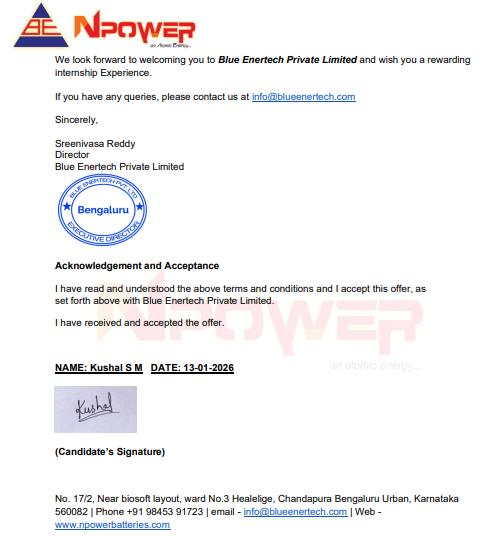 BE
NPOWER
an Atomic Energy...
We look forward to welcoming you to Blue Enertech Private Limited and wish you a rewarding
internship Experience.
If you have any queries, please contact us at info@blueenertech.com
Sincerely,
Sreenivasa Reddy
Director
Blue Enertech Private Limited
BLUE ENERTECH PVT. LTD
Bengaluru
EXECUTIVE DIRECTOR
Acknowledgement and Acceptance
I have read and understood the above terms and conditions and I accept this offer, as
set forth above with Blue Enertech Private Limited.
I have received and accepted the offer.
NPOWER
an atomic energy...
NAME: Kushal S M DATE: 13-01-2026
Kushal
(Candidate's Signature)
No. 17/2, Near biosoft layout, ward No.3 Healelige, Chandapura Bengaluru Urban, Karnataka
560082 | Phone +91 98453 91723 | email - info@blueenertech.com | Web -
www.npowerbatteries.com